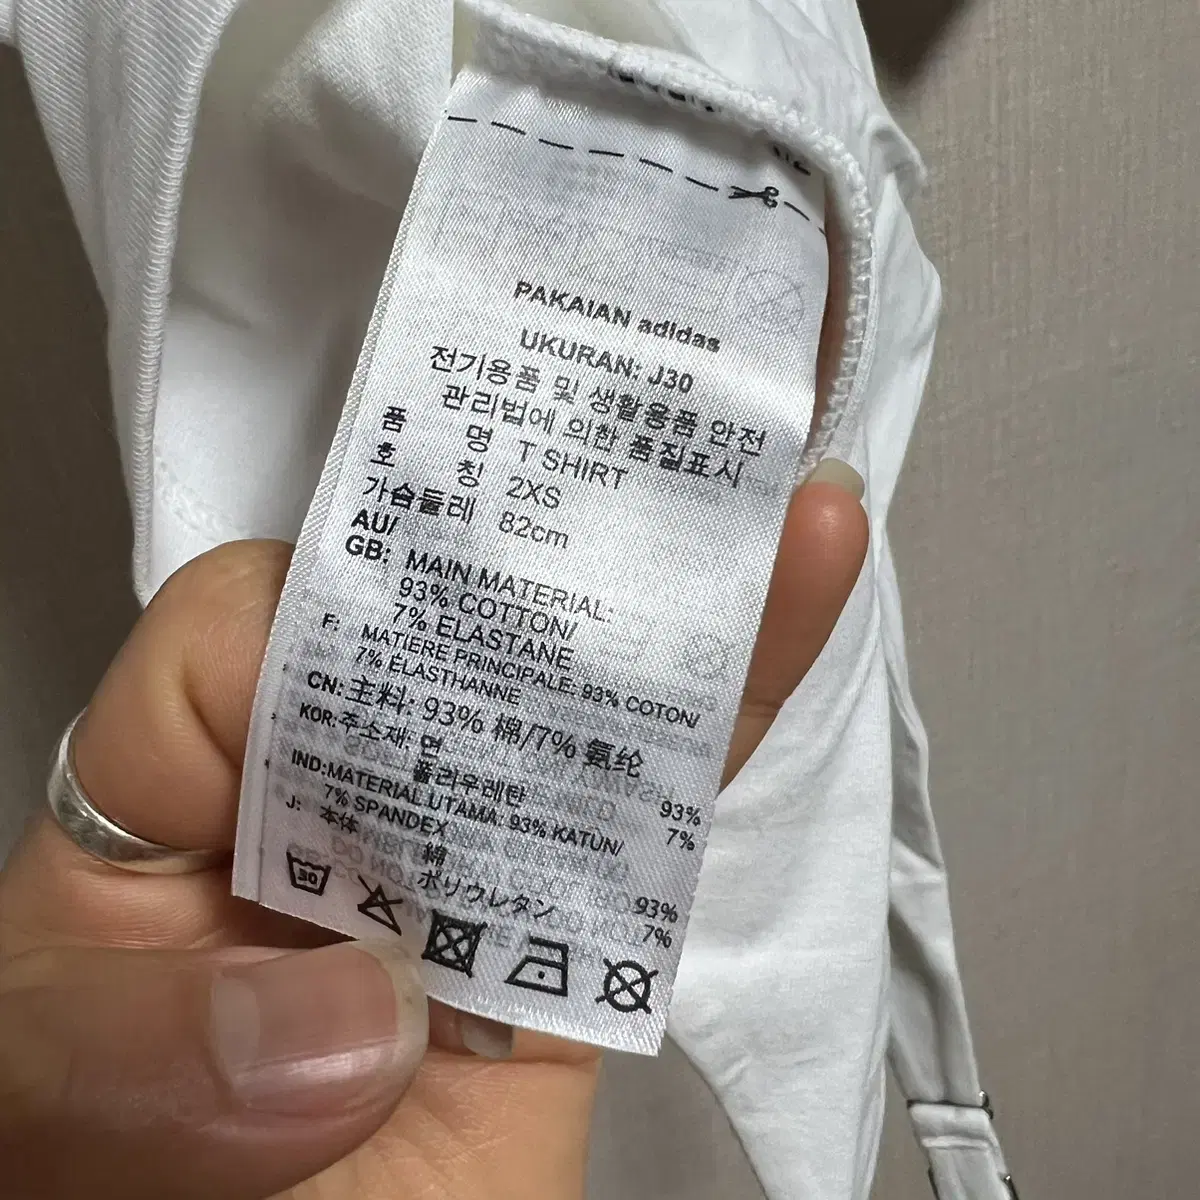 PAKAIAN adidas
UKURAN: J30
전기용품 및 생활용품 안전
관리법에 의한 품질표시
품 명 T SHIRT
호 칭 2XS
가슴둘레 82cm
AU/
GB: MAIN MATERIAL:
93% COTTON/
7% ELASTANE
F: MATIERE PRINCIPALE: 93% COTON/
7% ÉLASTHANNE
CN: 主料: 93% 棉/7% 氨纶
KOR: 주소재: 면 93%
폴리우레탄 7%
IND: MATERIAL UTAMA: 93% KATUN/
7% SPANDEX
J: 本体 綿 93%
ポリウレタン 7%
30